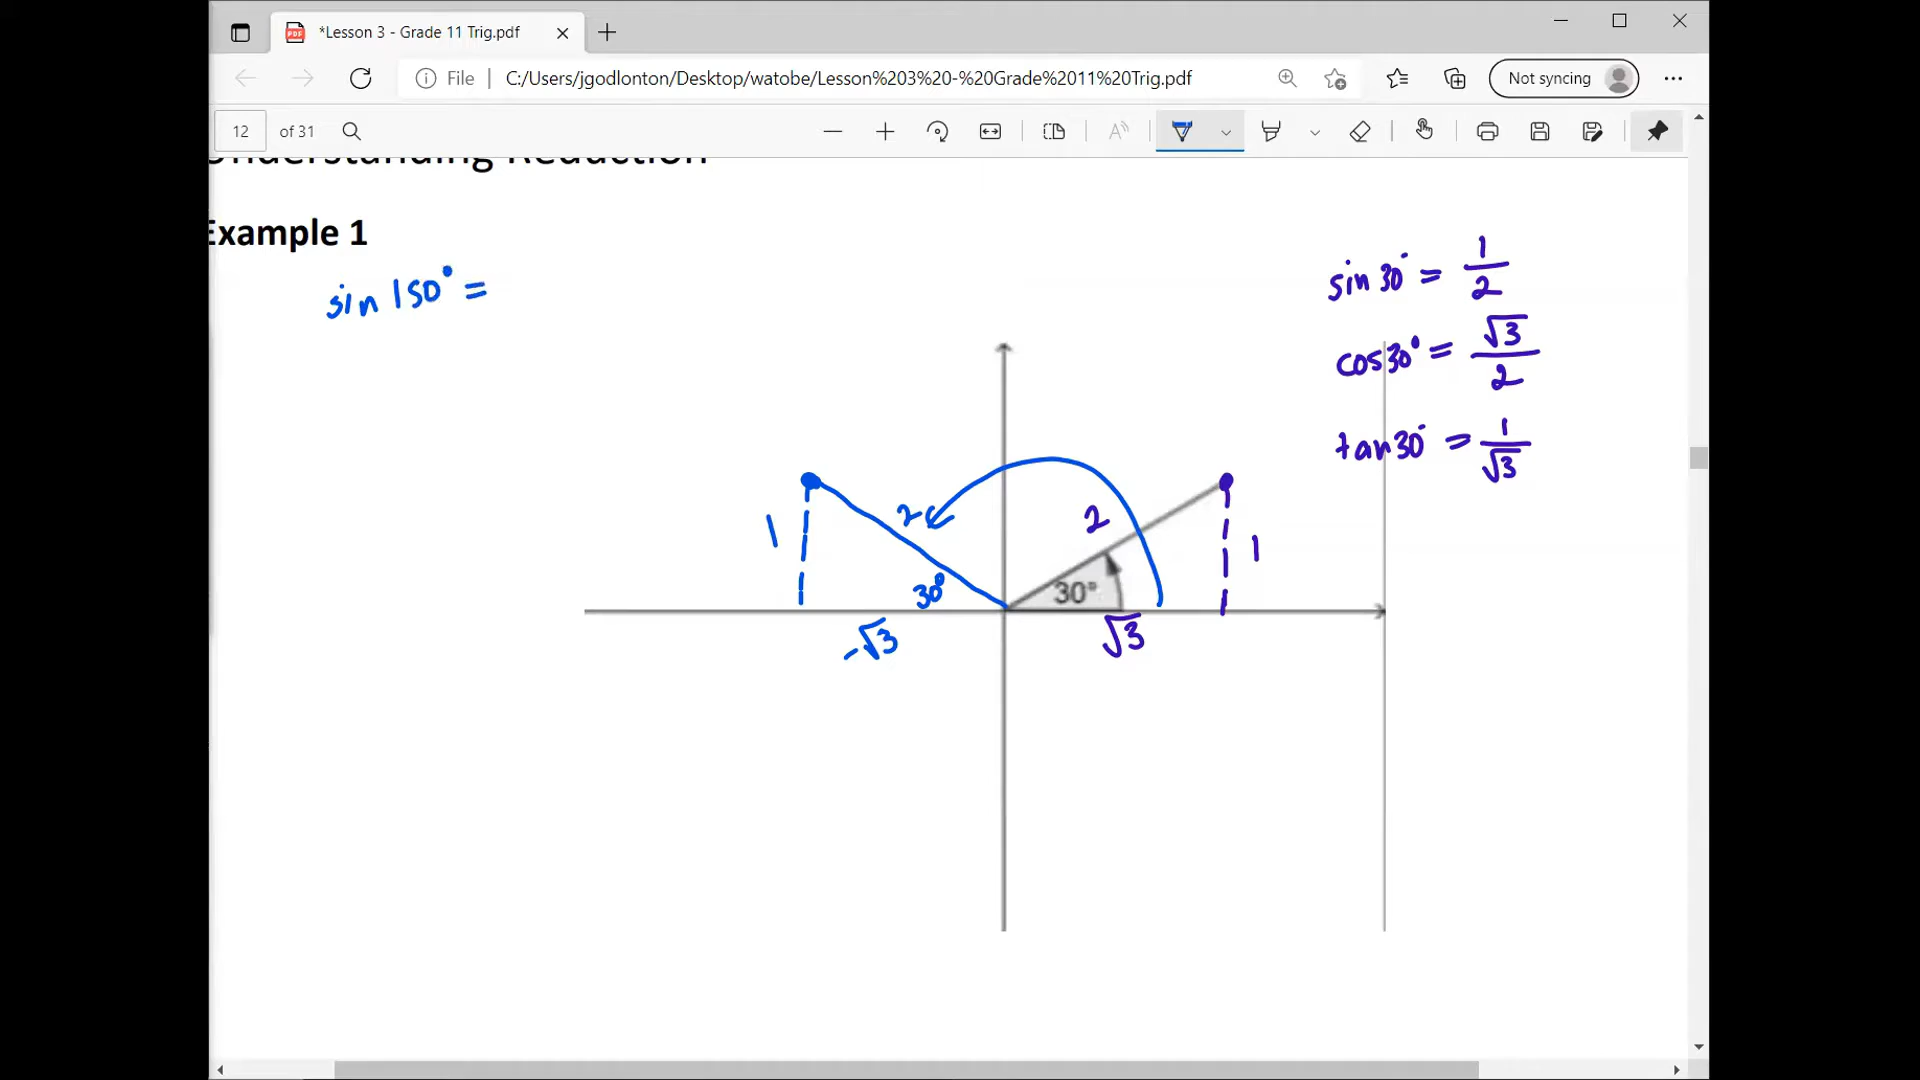 *Lesson 3 - Grade 11 Trig.pdf
File
C:/Users/jgodlonton/Desktop/watobe/Lesson%203%20-%20Grade%2011%20Trig.pdf
Not syncing
12 of 31
Understanding Reduction
Example 1
sin 150° =
sin 30° = 1/2
cos 30° = √3/2
tan 30° = 1/√3
2
2
1
1
30°
30°
-√3
√3